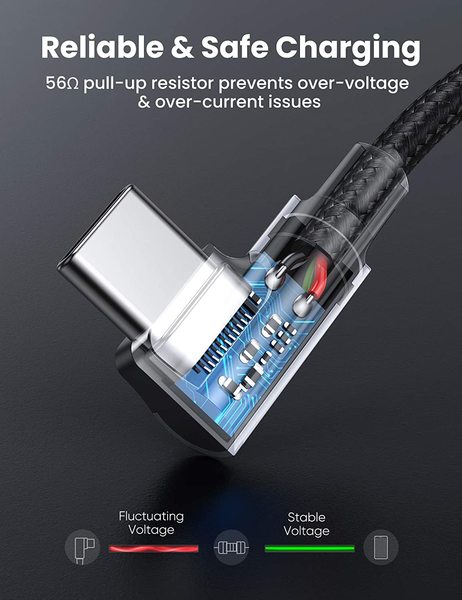 Reliable & Safe Charging
56Ω pull-up resistor prevents over-voltage
& over-current issues
Fluctuating
Voltage
Stable
Voltage